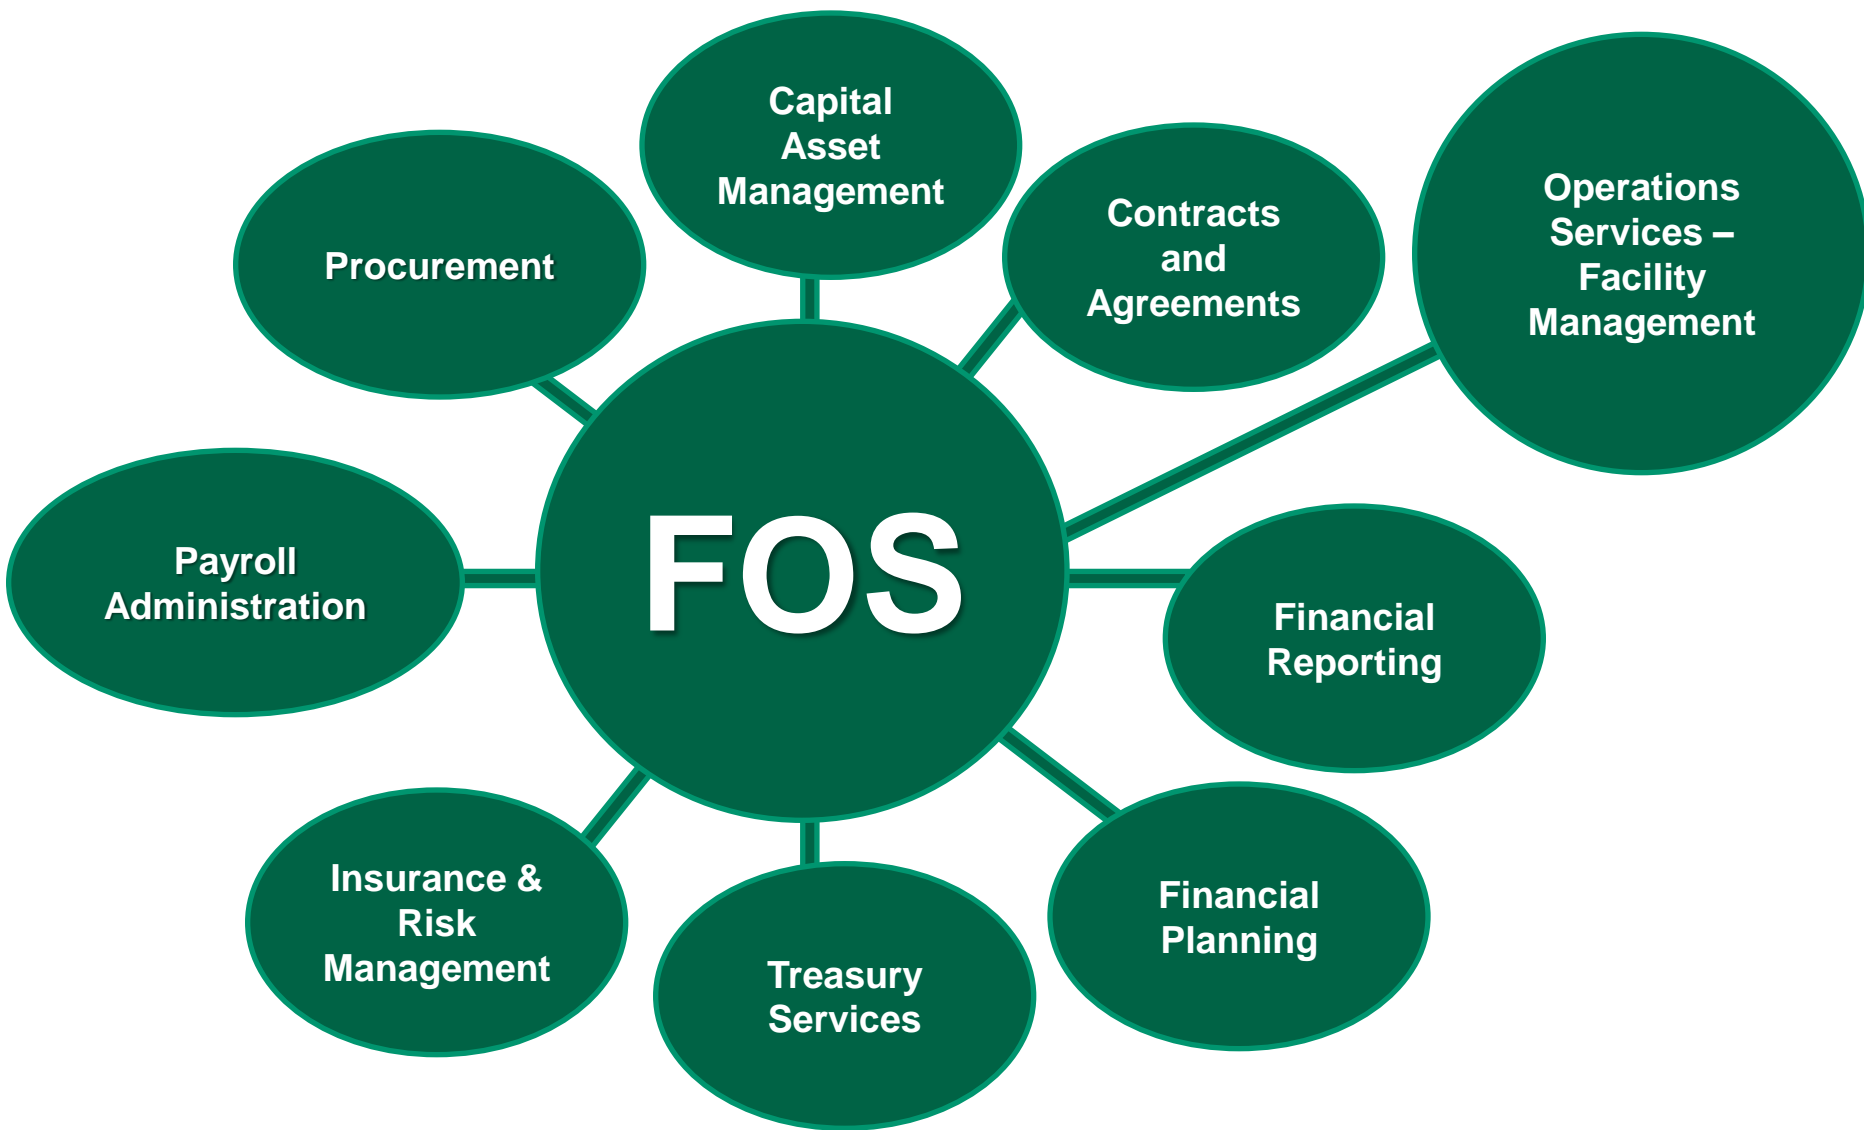 Capital
Asset
Management
Contracts
and
Agreements
Operations
Services –
Facility
Management
Procurement
FOS
Payroll
Administration
Financial
Reporting
Insurance &
Risk
Management
Treasury
Services
Financial
Planning